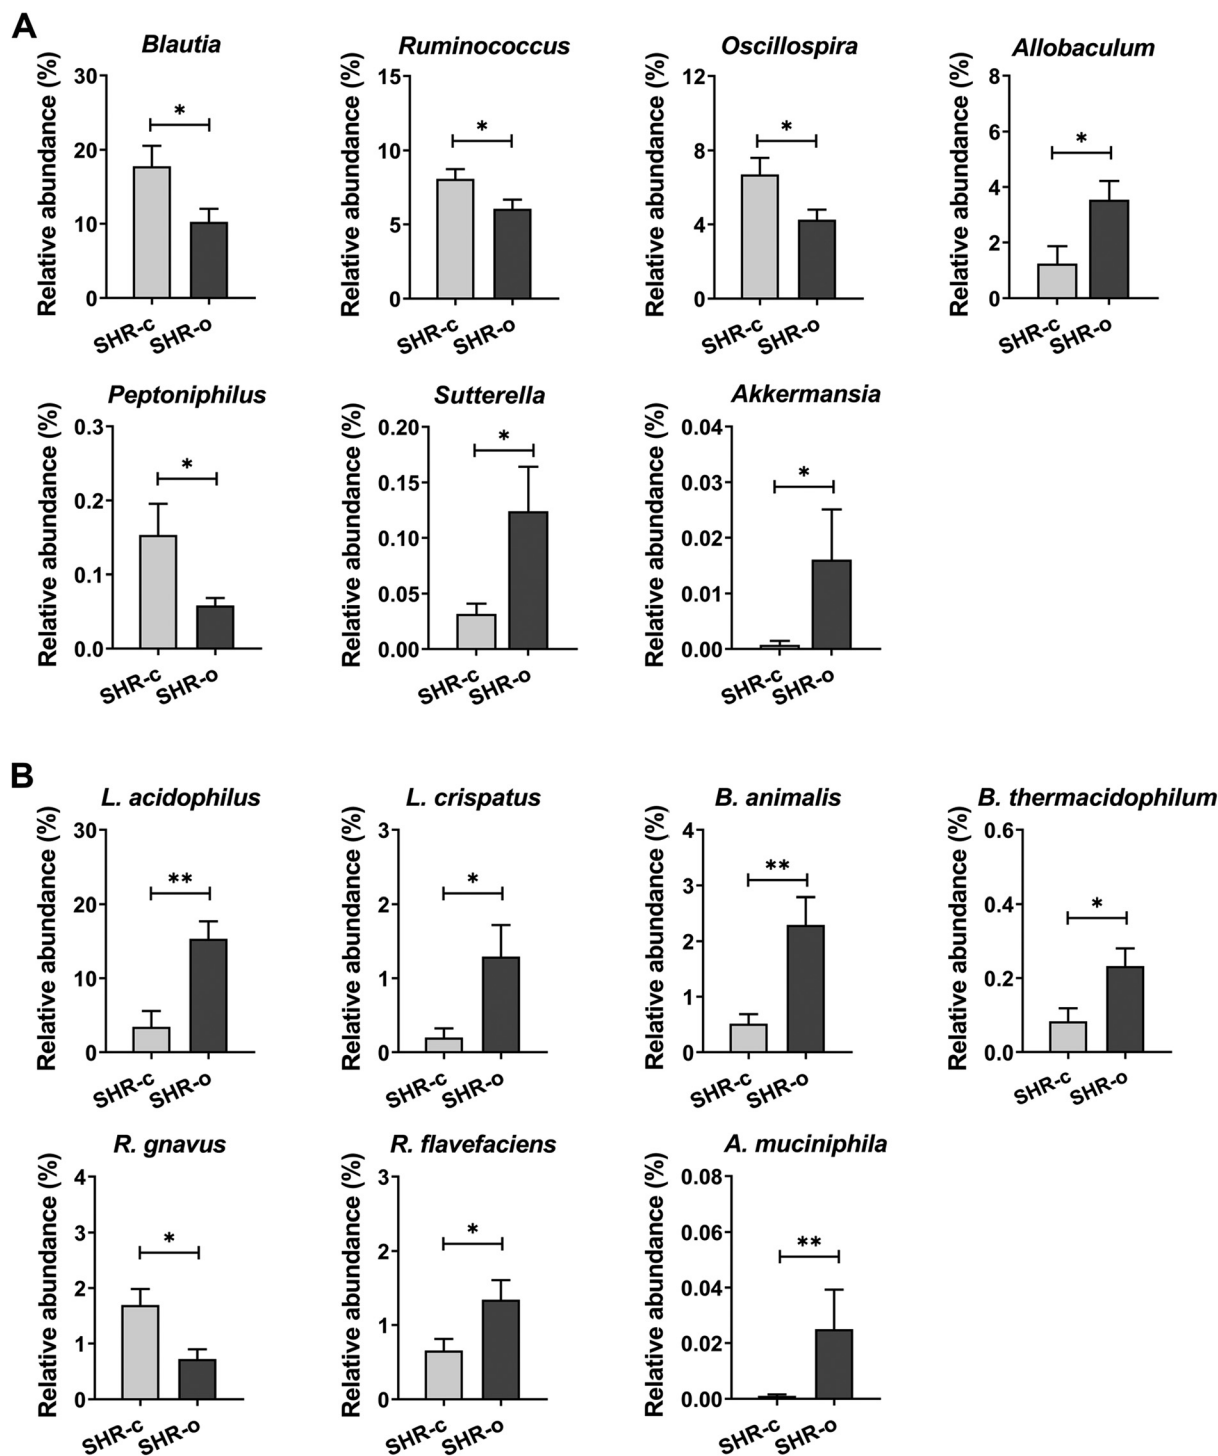 A
Blautia
Ruminococcus
Oscillospira
Allobaculum
Relative abundance (%)
30
20
10
0
*
SHR-c
SHR-o
Relative abundance (%)
15
10
5
0
*
SHR-c
SHR-o
Relative abundance (%)
12
8
4
0
*
SHR-c
SHR-o
Relative abundance (%)
8
6
4
2
0
*
SHR-c
SHR-o
Peptoniphilus
Sutterella
Akkermansia
Relative abundance (%)
0.3
0.2
0.1
0.0
*
SHR-c
SHR-o
Relative abundance (%)
0.20
0.15
0.10
0.05
0.00
*
SHR-c
SHR-o
Relative abundance (%)
0.04
0.03
0.02
0.01
0.00
*
SHR-c
SHR-o
B
L. acidophilus
L. crispatus
B. animalis
B. thermacidophilum
Relative abundance (%)
30
20
10
0
**
SHR-c
SHR-o
Relative abundance (%)
3
2
1
0
*
SHR-c
SHR-o
Relative abundance (%)
4
3
2
1
0
**
SHR-c
SHR-o
Relative abundance (%)
0.6
0.4
0.2
0.0
*
SHR-c
SHR-o
R. gnavus
R. flavefaciens
A. muciniphila
Relative abundance (%)
4
3
2
1
0
*
SHR-c
SHR-o
Relative abundance (%)
3
2
1
0
*
SHR-c
SHR-o
Relative abundance (%)
0.08
0.06
0.04
0.02
0.00
**
SHR-c
SHR-o